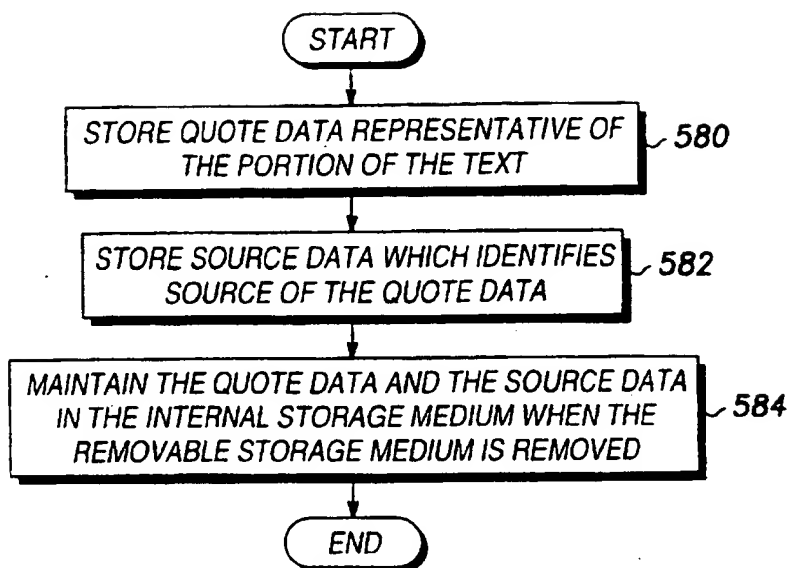 START
STORE QUOTE DATA REPRESENTATIVE OF
THE PORTION OF THE TEXT
580
STORE SOURCE DATA WHICH IDENTIFIES
SOURCE OF THE QUOTE DATA
582
MAINTAIN THE QUOTE DATA AND THE SOURCE DATA
IN THE INTERNAL STORAGE MEDIUM WHEN THE
REMOVABLE STORAGE MEDIUM IS REMOVED
584
END